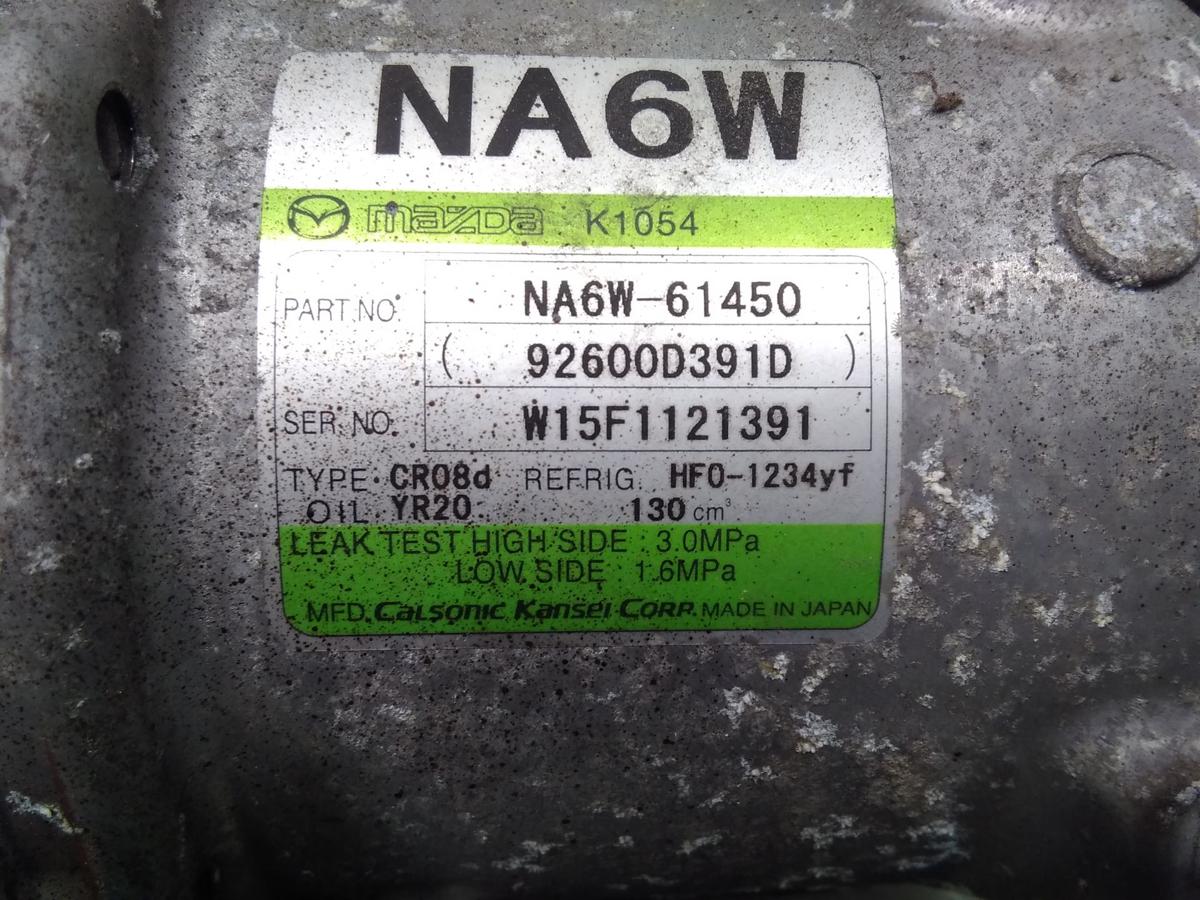 NA6W
mazda K1054
PART NO. NA6W-61450
( 92600D391D )
SER. NO. W15F1121391
TYPE CR08d REFRIG. HFO-1234yf
OIL YR20 130 cm³
LEAK TEST HIGH SIDE : 3.0MPa
LOW SIDE : 1.6MPa
MFD. CALSONIC KANSEI CORP. MADE IN JAPAN